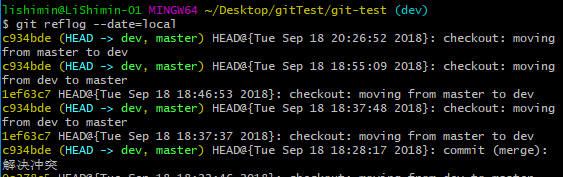 lishimin@LiShimin-01 MINGW64 ~/Desktop/gitTest/git-test (dev)
$ git reflog --date=local
c934bde (HEAD -> dev, master) HEAD@{Tue Sep 18 20:26:52 2018}: checkout: moving
from master to dev
c934bde (HEAD -> dev, master) HEAD@{Tue Sep 18 18:55:09 2018}: checkout: moving
from dev to master
1ef63c7 HEAD@{Tue Sep 18 18:46:53 2018}: checkout: moving from master to dev
c934bde (HEAD -> dev, master) HEAD@{Tue Sep 18 18:37:48 2018}: checkout: moving
from dev to master
1ef63c7 HEAD@{Tue Sep 18 18:37:37 2018}: checkout: moving from master to dev
c934bde (HEAD -> dev, master) HEAD@{Tue Sep 18 18:28:17 2018}: commit (merge):
解决冲突